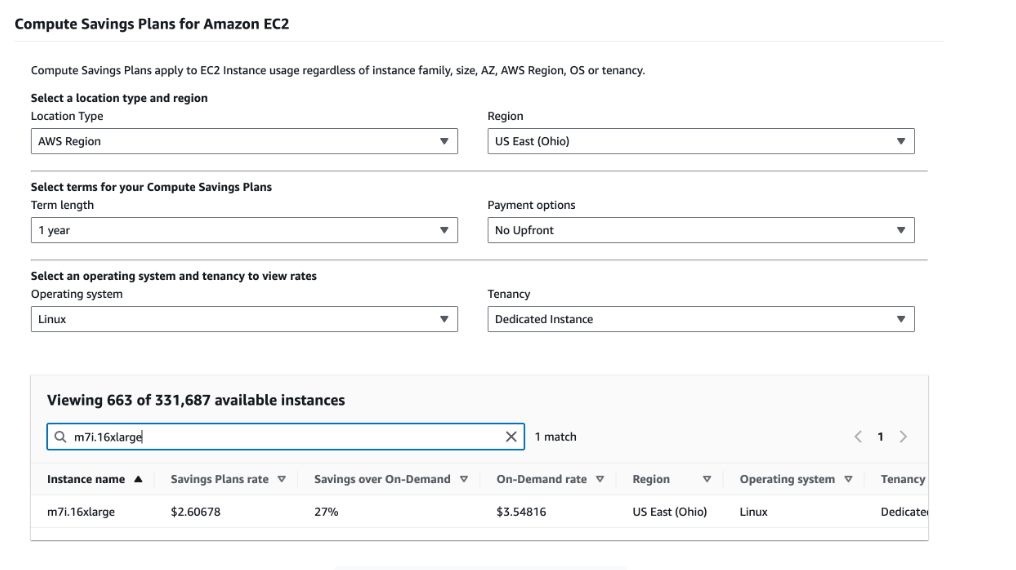 Compute Savings Plans for Amazon EC2
Compute Savings Plans apply to EC2 Instance usage regardless of instance family, size, AZ, AWS Region, OS or tenancy.
Select a location type and region
Location Type
Region
AWS Region
US East (Ohio)
Select terms for your Compute Savings Plans
Term length
Payment options
1 year
No Upfront
Select an operating system and tenancy to view rates
Operating system
Tenancy
Linux
Dedicated Instance
Viewing 663 of 331,687 available instances
m7i.16xlarge
1 match
1
Instance name Savings Plans rate Savings over On-Demand On-Demand rate Region Operating system Tenancy
m7i.16xlarge $2.60678 27% $3.54816 US East (Ohio) Linux Dedicate